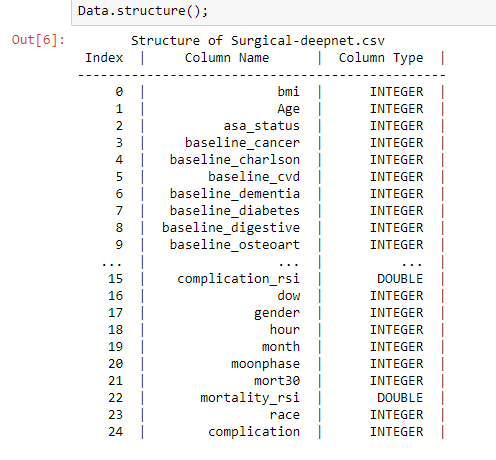 Data.structure();
Out[6]: Structure of Surgical-deepnet.csv
Index | Column Name | Column Type |
-----------------------------------------------
0 | bmi | INTEGER |
1 | Age | INTEGER |
2 | asa_status | INTEGER |
3 | baseline_cancer | INTEGER |
4 | baseline_charlson | INTEGER |
5 | baseline_cvd | INTEGER |
6 | baseline_dementia | INTEGER |
7 | baseline_diabetes | INTEGER |
8 | baseline_digestive | INTEGER |
9 | baseline_osteoart | INTEGER |
... | ... | ... |
15 | complication_rsi | DOUBLE |
16 | dow | INTEGER |
17 | gender | INTEGER |
18 | hour | INTEGER |
19 | month | INTEGER |
20 | moonphase | INTEGER |
21 | mort30 | INTEGER |
22 | mortality_rsi | DOUBLE |
23 | race | INTEGER |
24 | complication | INTEGER |